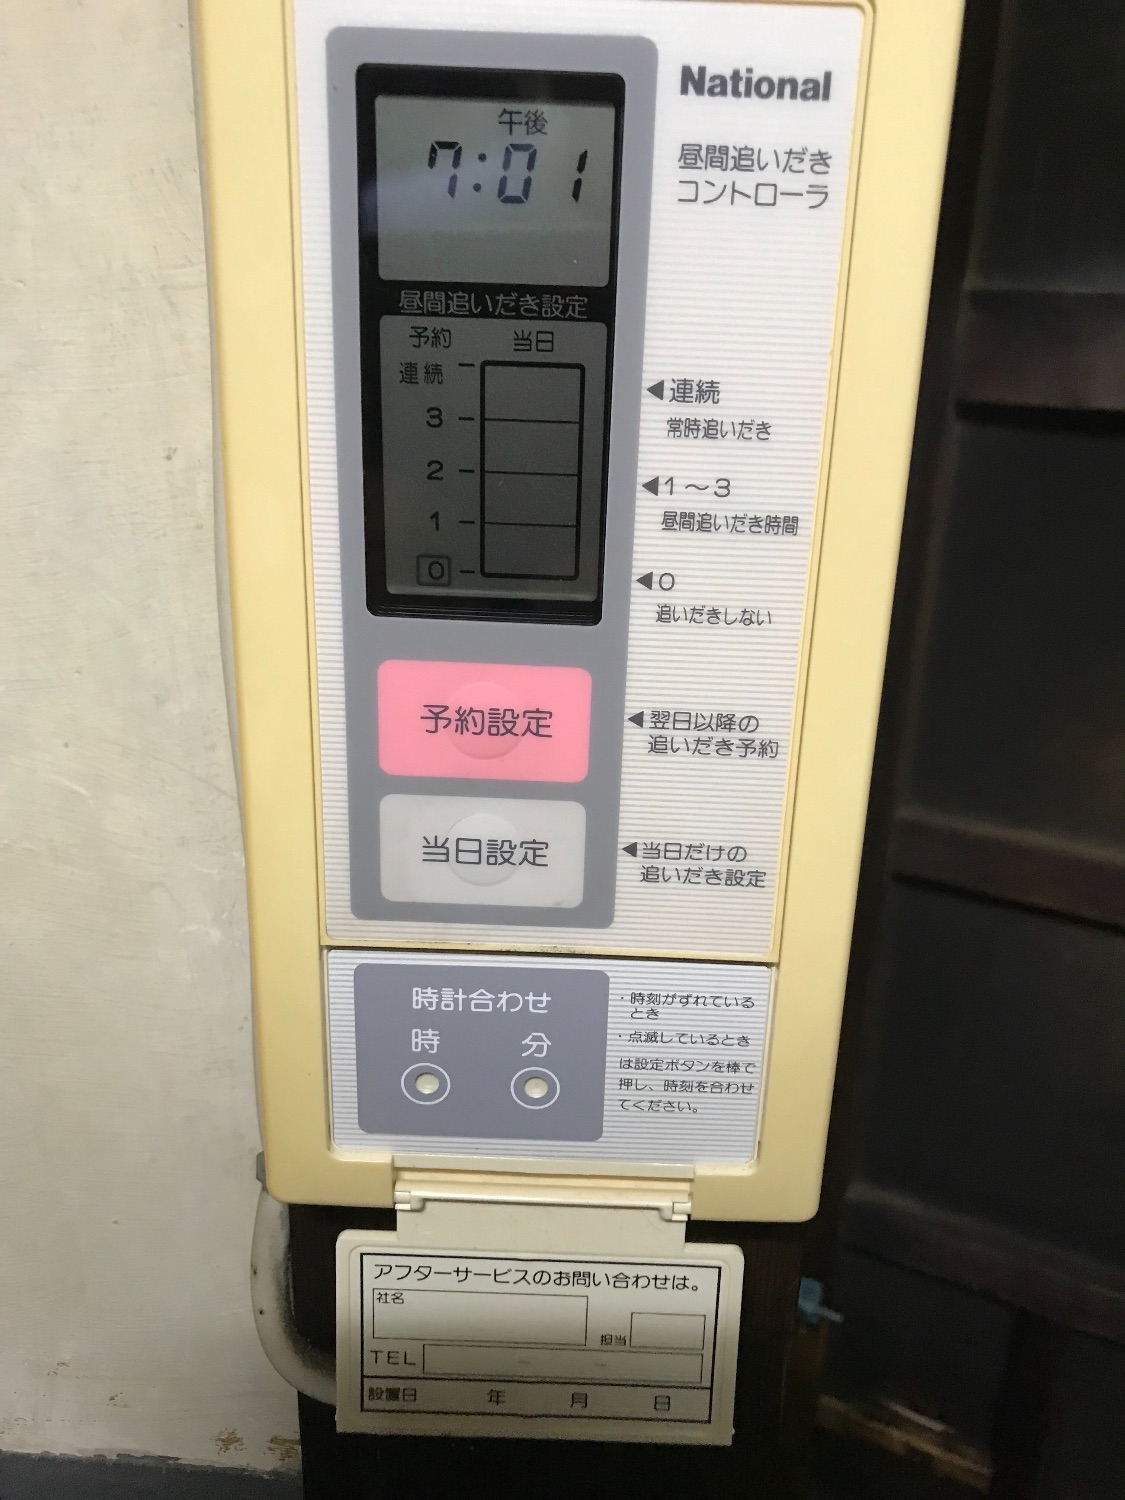 National
昼間追いだき
コントローラ
午後
7:01
昼間追いだき設定
予約 当日
連続
3
2
1
0
◀連続
常時追いだき
◀1～3
昼間追いだき時間
◀0
追いだきしない
予約設定
◀翌日以降の
追いだき予約
当日設定
◀当日だけの
追いだき設定
時計合わせ
時 分
・時刻がずれている
とき
・点滅しているとき
は設定ボタンを棒で
押し、時刻を合わせ
てください。
アフターサービスのお問い合わせは。
社名
担当
TEL
設置日 年 月 日